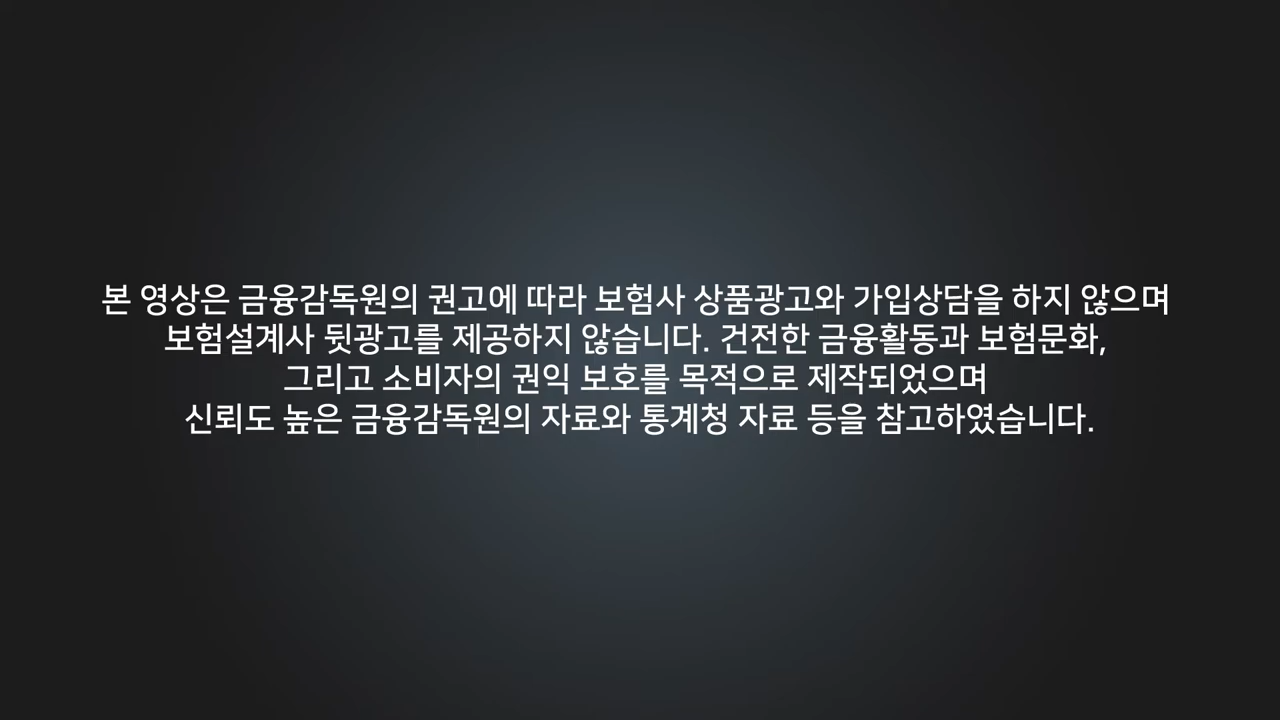 본 영상은 금융감독원의 권고에 따라 보험사 상품광고와 가입상담을 하지 않으며
보험설계사 뒷광고를 제공하지 않습니다. 건전한 금융활동과 보험문화,
그리고 소비자의 권익 보호를 목적으로 제작되었으며
신뢰도 높은 금융감독원의 자료와 통계청 자료 등을 참고하였습니다.